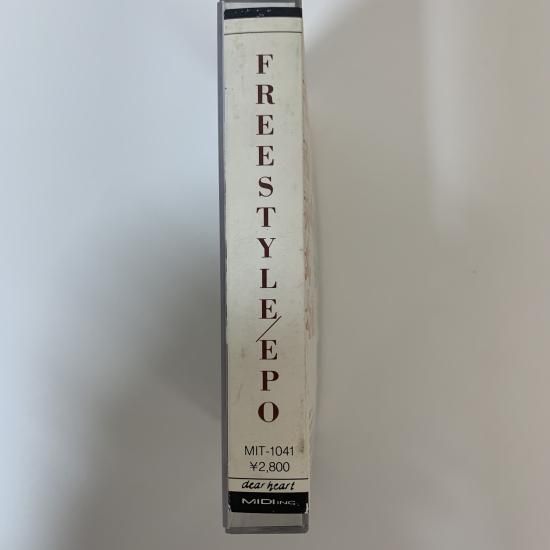 FREESTYLE/EPO
MIT-1041
¥2,800
dear heart
MIDI INC.